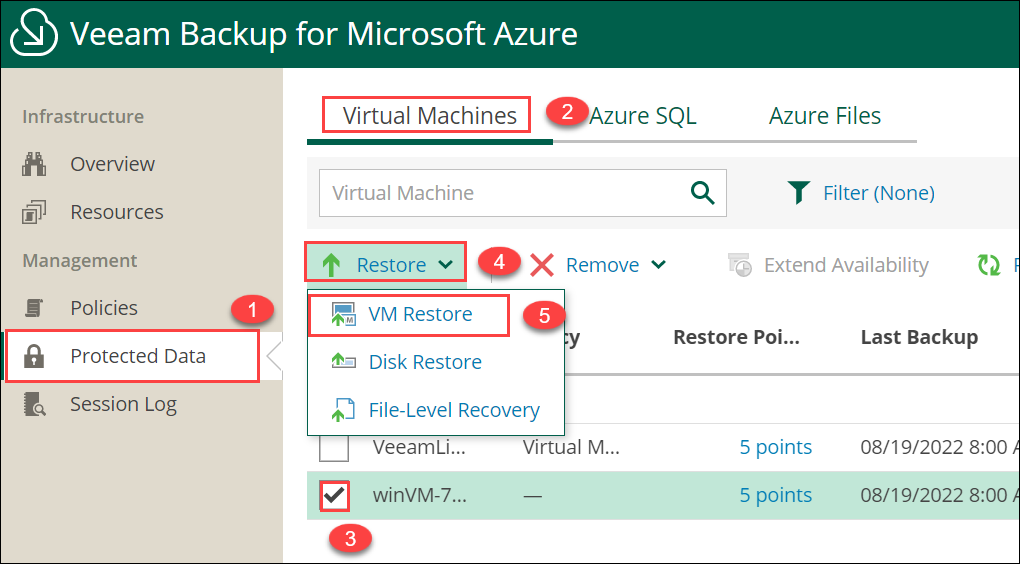 Veeam Backup for Microsoft Azure
Infrastructure
Overview
Resources
Management
Policies
1
Protected Data
Session Log
Virtual Machines 2 Azure SQL Azure Files
Virtual Machine Filter (None)
Restore 4 Remove Extend Availability
VM Restore 5
Disk Restore
File-Level Recovery
cy Restore Poi... Last Backup
VeeamLi... Virtual M... 5 points 08/19/2022 8:00
winVM-7... — 5 points 08/19/2022 8:00
3